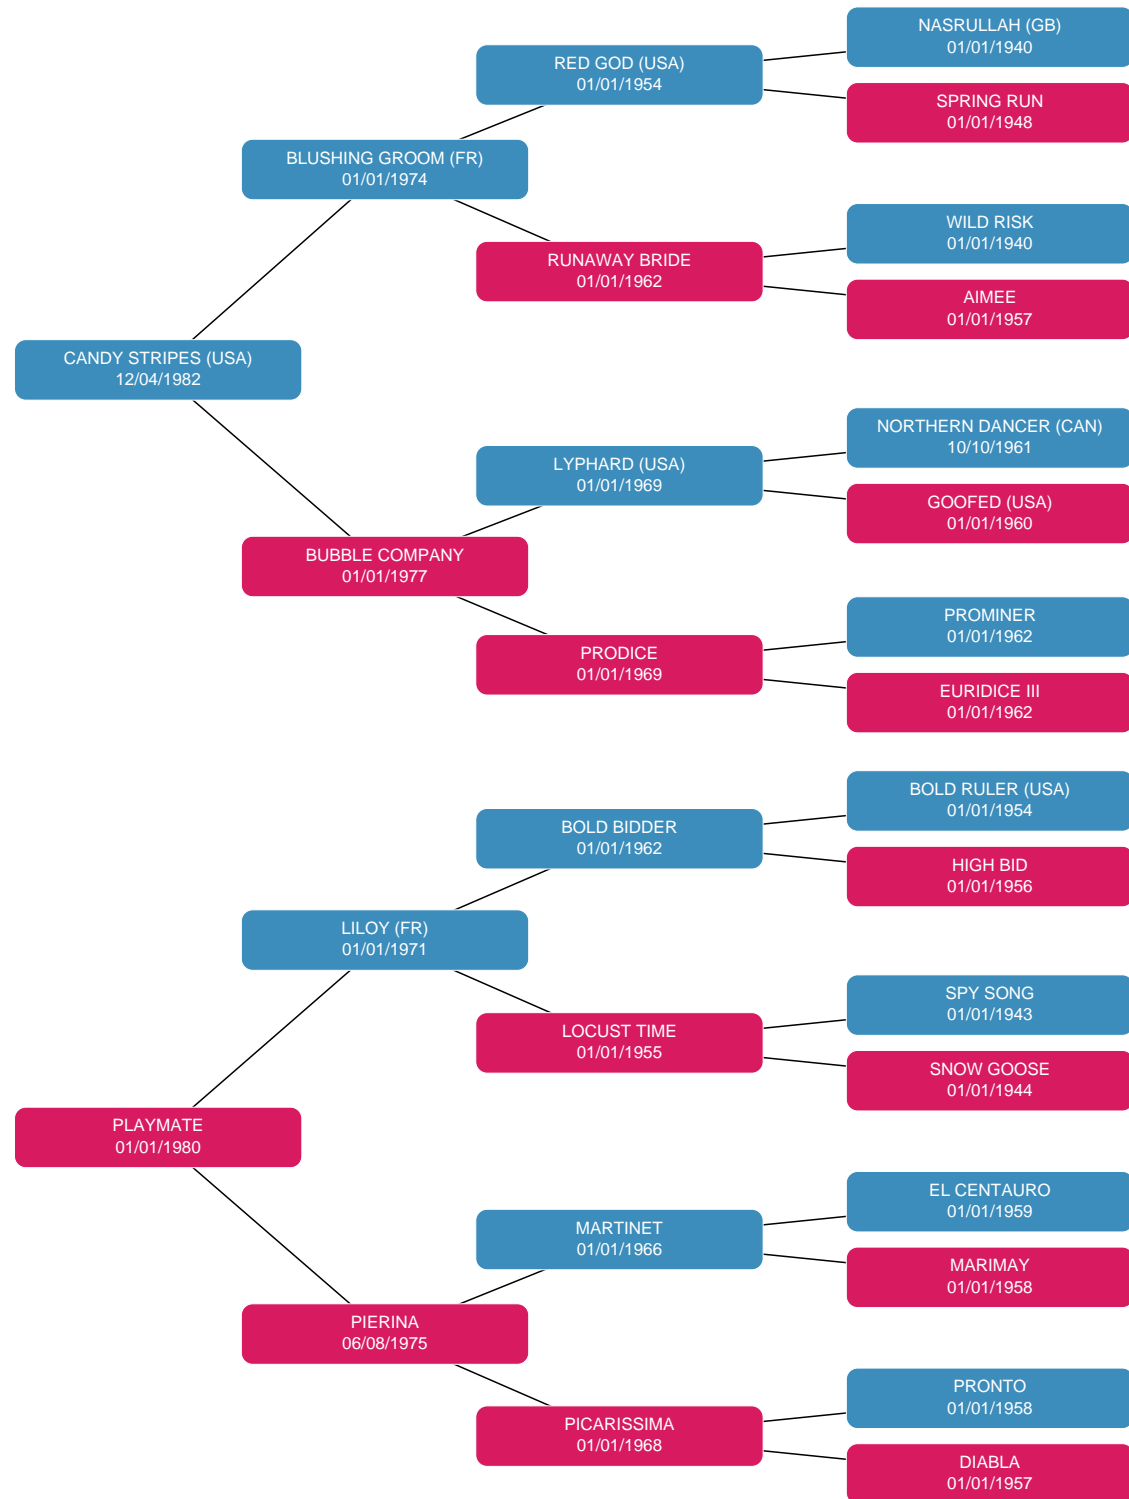 NASRULLAH (GB)
01/01/1940
RED GOD (USA)
01/01/1954
SPRING RUN
01/01/1948
BLUSHING GROOM (FR)
01/01/1974
WILD RISK
01/01/1940
RUNAWAY BRIDE
01/01/1962
AIMEE
01/01/1957
CANDY STRIPES (USA)
12/04/1982
NORTHERN DANCER (CAN)
10/10/1961
LYPHARD (USA)
01/01/1969
GOOFED (USA)
01/01/1960
BUBBLE COMPANY
01/01/1977
PROMINER
01/01/1962
PRODICE
01/01/1969
EURIDICE III
01/01/1962
BOLD RULER (USA)
01/01/1954
BOLD BIDDER
01/01/1962
HIGH BID
01/01/1956
LILOY (FR)
01/01/1971
SPY SONG
01/01/1943
LOCUST TIME
01/01/1955
SNOW GOOSE
01/01/1944
PLAYMATE
01/01/1980
EL CENTAURO
01/01/1959
MARTINET
01/01/1966
MARIMAY
01/01/1958
PIERINA
06/08/1975
PRONTO
01/01/1958
PICARISSIMA
01/01/1968
DIABLA
01/01/1957